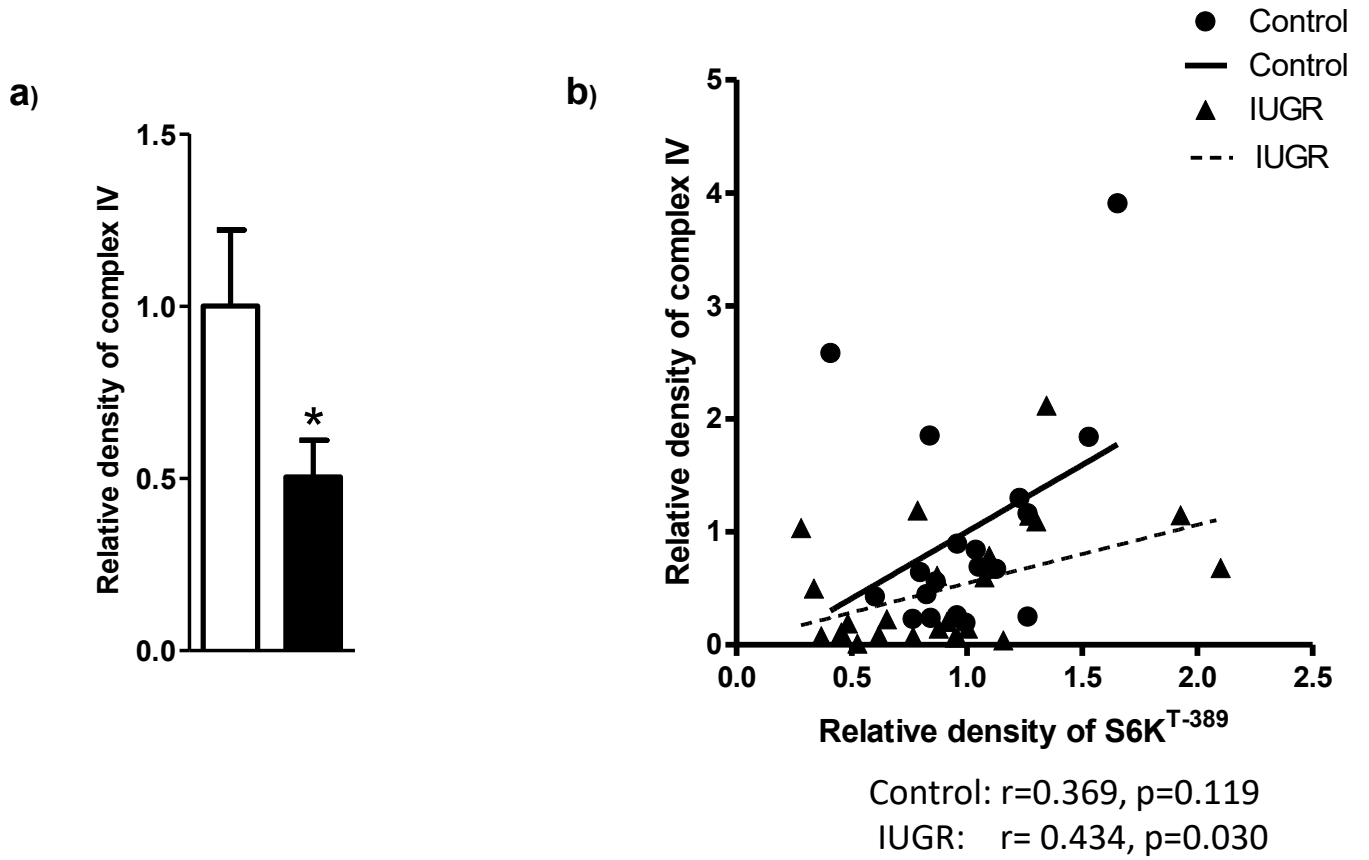 a)
Relative density of complex IV
1.5
1.0
0.5
0.0
*
b)
Control
Control
IUGR
IUGR
Relative density of complex IV
5
4
3
2
1
0
0.0 0.5 1.0 1.5 2.0 2.5
Relative density of S6K^T-389
Control: r=0.369, p=0.119
IUGR: r= 0.434, p=0.030